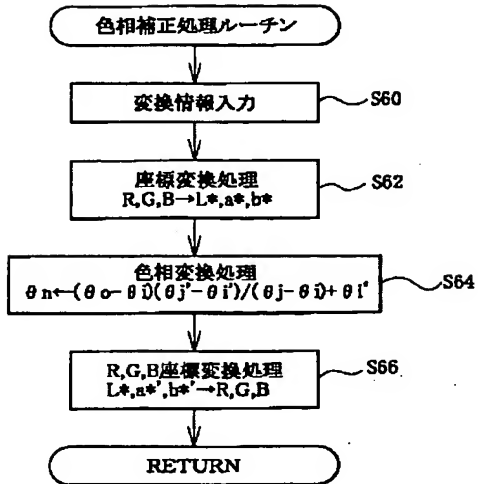 色相補正処理ルーチン
変換情報入力
S60
座標変換処理
R,G,B→L*,a*,b*
S62
色相変換処理
θn←(θo-θi)(θj'-θi')/(θj-θi)+θi'
S64
R,G,B座標変換処理
L*,a*',b*'→R,G,B
S66
RETURN